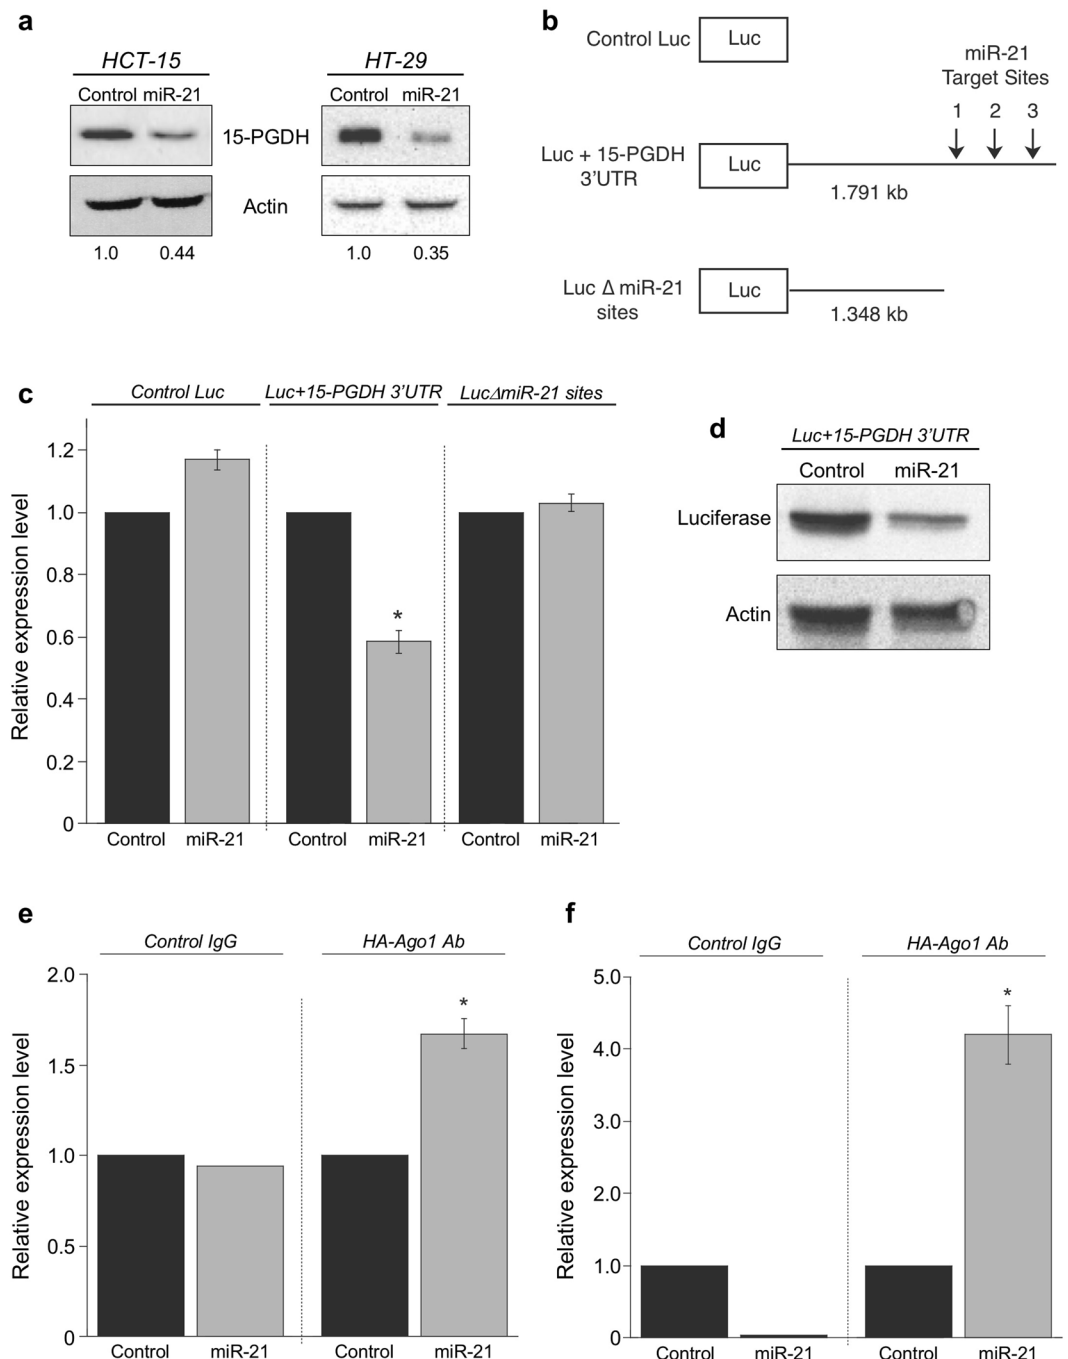 a
HCT-15
HT-29
Control miR-21
Control miR-21
15-PGDH
Actin
1.0 0.44
1.0 0.35
b
Control Luc
Luc
miR-21
Target Sites
1 2 3
Luc + 15-PGDH
3'UTR
Luc
1.791 kb
Luc Δ miR-21
sites
Luc
1.348 kb
c
Control Luc
Luc+15-PGDH 3'UTR
LucΔmiR-21 sites
Relative expression level
1.2
1.0
0.8
0.6
0.4
0.2
0
*
Control miR-21
Control miR-21
Control miR-21
d
Luc+15-PGDH 3'UTR
Control miR-21
Luciferase
Actin
e
Control IgG
HA-Ago1 Ab
Relative expression level
2.0
1.5
1.0
0.5
0
*
Control miR-21
Control miR-21
f
Control IgG
HA-Ago1 Ab
Relative expression level
5.0
4.0
3.0
2.0
1.0
0
*
Control miR-21
Control miR-21